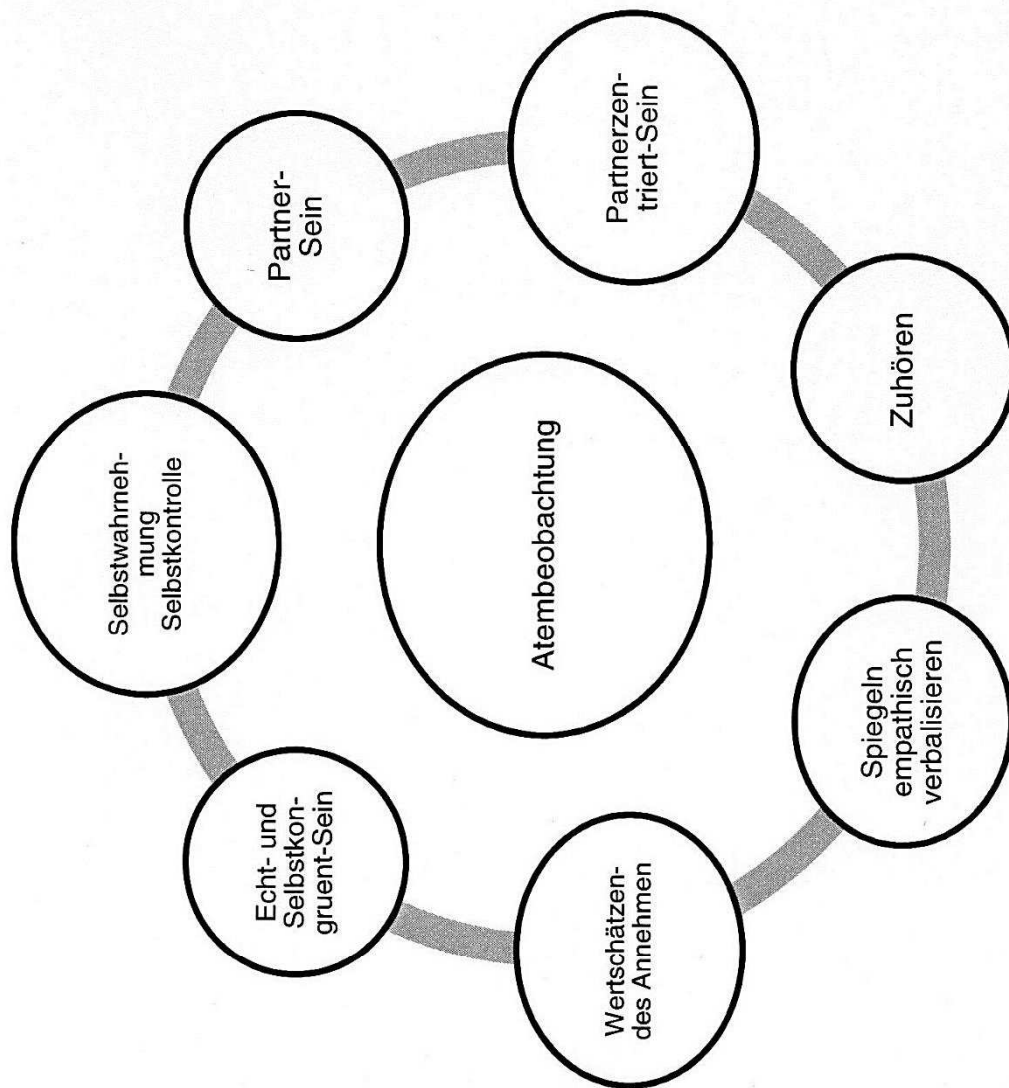 Selbstwahrneh-
mung
Selbstkontrolle
Partner-
Sein
Partnerzen-
triert-Sein
Zuhören
Spiegeln
empathisch
verbalisieren
Wertschätzen-
des Annehmen
Echt- und
Selbstkon-
gruent-Sein
Atembeobachtung